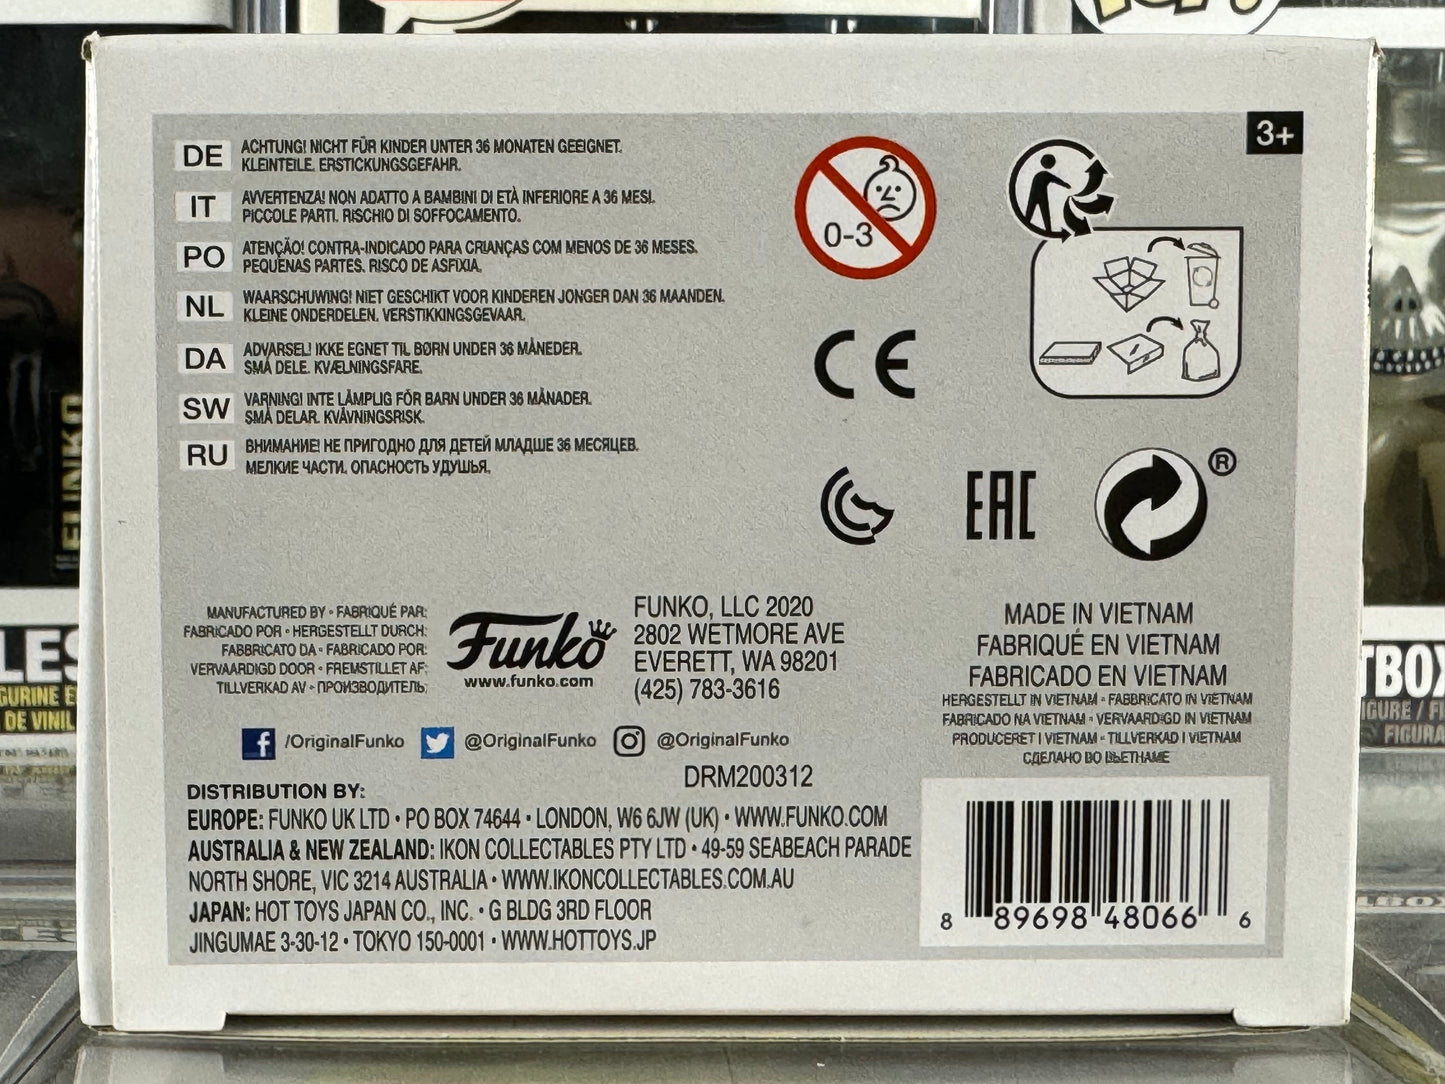 3+
DE
ACHTUNG! NICHT FÜR KINDER UNTER 36 MONATEN GEEIGNET.
KLEINTEILE. ERSTICKUNGSGEFAHR.
IT
AVVERTENZA! NON ADATTO A BAMBINI DI ETÀ INFERIORE A 36 MESI.
PICCOLE PARTI. RISCHIO DI SOFFOCAMENTO.
PO
ATENÇÃO! CONTRA-INDICADO PARA CRIANÇAS COM MENOS DE 36 MESES.
PEQUENAS PARTES. RISCO DE ASFIXIA.
NL
WAARSCHUWING! NIET GESCHIKT VOOR KINDEREN JONGER DAN 36 MAANDEN.
KLEINE ONDERDELEN. VERSTIKKINGSGEVAAR.
DA
ADVARSEL! IKKE EGNET TIL BØRN UNDER 36 MÅNEDER.
SMÅ DELE. KVÆLNINGSFARE.
SW
VARNING! INTE LÄMPLIG FÖR BARN UNDER 36 MÅNADER.
SMÅ DELAR. KVÄVNINGSRISK.
RU
ВНИМАНИЕ! НЕ ПРИГОДНО ДЛЯ ДЕТЕЙ МЛАДШЕ 36 МЕСЯЦЕВ.
МЕЛКИЕ ЧАСТИ. ОПАСНОСТЬ УДУШЬЯ.
0-3
CE
EAC
®
MANUFACTURED BY • FABRIQUÉ PAR:
FABRICADO POR • HERGESTELLT DURCH:
FABBRICATO DA • FABRICADO POR:
VERVAARDIGD DOOR • FREMSTILLET AF:
TILLVERKAD AV • ПРОИЗВОДИТЕЛЬ:
Funko
www.funko.com
FUNKO, LLC 2020
2802 WETMORE AVE
EVERETT, WA 98201
(425) 783-3616
MADE IN VIETNAM
FABRIQUÉ EN VIETNAM
FABRICADO EN VIETNAM
HERGESTELLT IN VIETNAM • FABBRICATO IN VIETNAM
FABRICADO NA VIETNAM • VERVAARDIGD IN VIETNAM
PRODUCERET I VIETNAM • TILLVERKAD I VIETNAM
СДЕЛАНО ВО ВЬЕТНАМЕ
f /OriginalFunko @OriginalFunko @OriginalFunko
DRM200312
DISTRIBUTION BY:
EUROPE: FUNKO UK LTD • PO BOX 74644 • LONDON, W6 6JW (UK) • WWW.FUNKO.COM
AUSTRALIA & NEW ZEALAND: IKON COLLECTABLES PTY LTD • 49-59 SEABEACH PARADE
NORTH SHORE, VIC 3214 AUSTRALIA • WWW.IKONCOLLECTABLES.COM.AU
JAPAN: HOT TOYS JAPAN CO., INC. • G BLDG 3RD FLOOR
JINGUMAE 3-30-12 • TOKYO 150-0001 • WWW.HOTTOYS.JP
8 89698 48066 6
FUNKO